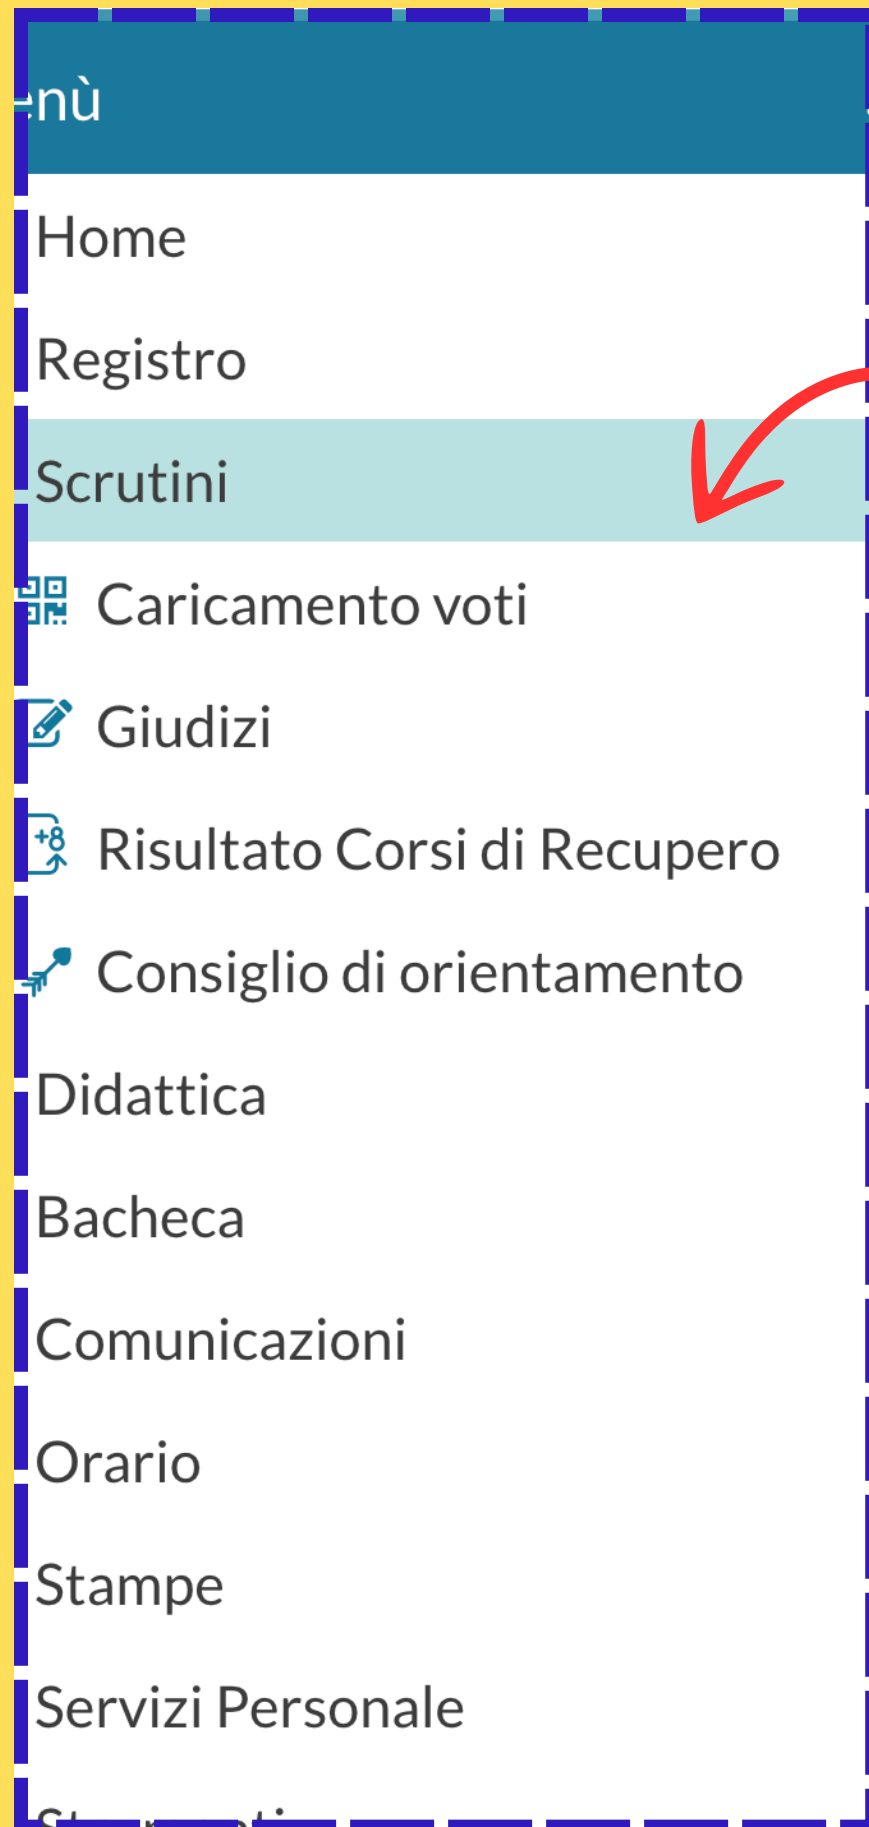 Home
Registro
Scrutini
Caricamento voti
Giudizi
Risultato Corsi di Recupero
Consiglio di orientamento
Didattica
Bacheca
Comunicazioni
Orario
Stampe
Servizi Personale